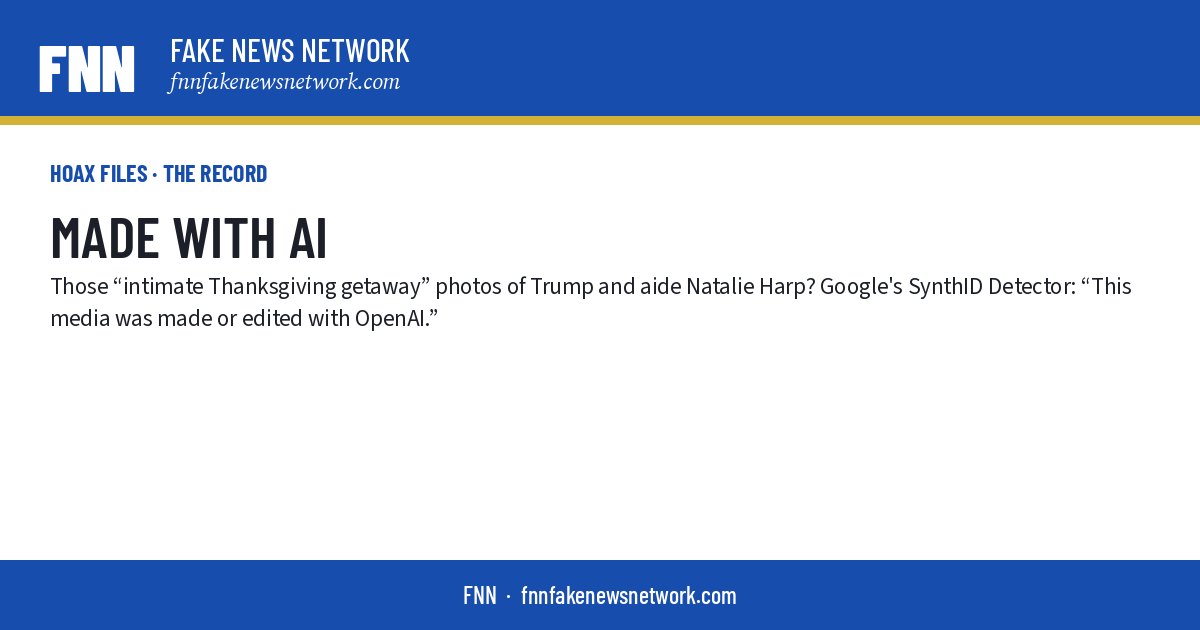 FNN
FAKE NEWS NETWORK
fnnfakenewsnetwork.com
HOAX FILES · THE RECORD
MADE WITH AI
Those “intimate Thanksgiving getaway” photos of Trump and aide Natalie Harp? Google's SynthID Detector: “This
media was made or edited with OpenAI.”
FNN · fnnfakenewsnetwork.com